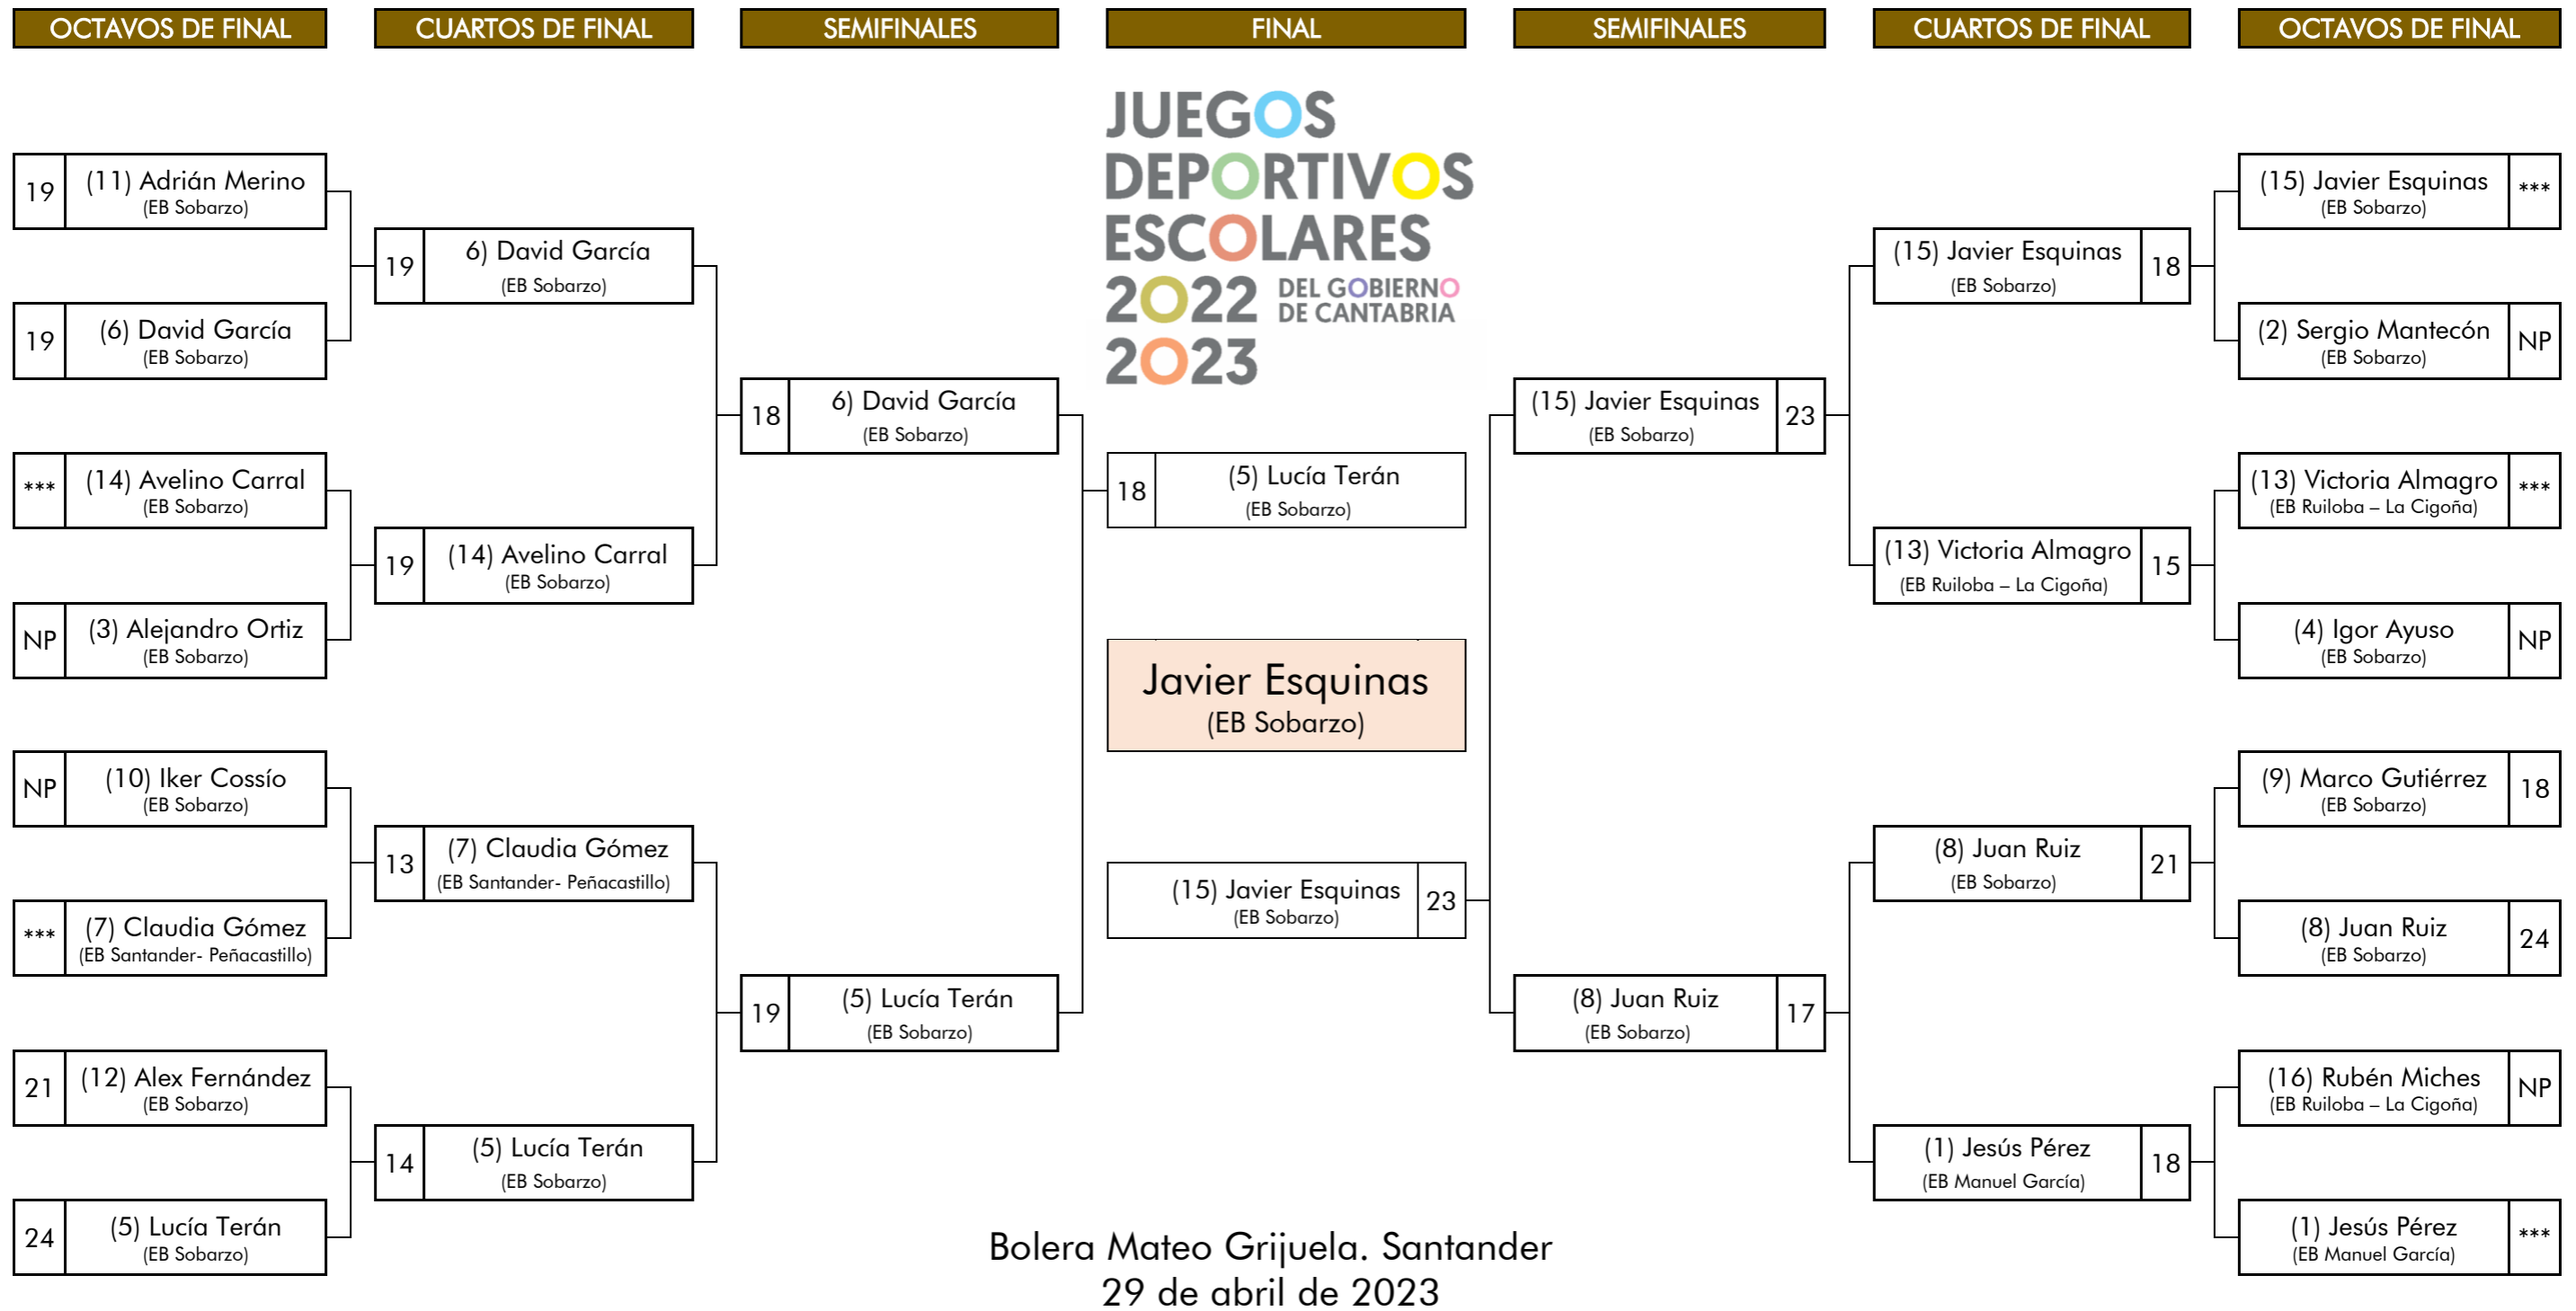 OCTAVOS DE FINAL
CUARTOS DE FINAL
SEMIFINALES
FINAL
SEMIFINALES
CUARTOS DE FINAL
OCTAVOS DE FINAL
19 (11) Adrián Merino
(EB Sobarzo)
19 (6) David García
(EB Sobarzo)
*** (14) Avelino Carral
(EB Sobarzo)
NP (3) Alejandro Ortiz
(EB Sobarzo)
NP (10) Iker Cossío
(EB Sobarzo)
*** (7) Claudia Gómez
(EB Santander- Peñacastillo)
21 (12) Alex Fernández
(EB Sobarzo)
24 (5) Lucía Terán
(EB Sobarzo)
19 6) David García
(EB Sobarzo)
19 (14) Avelino Carral
(EB Sobarzo)
13 (7) Claudia Gómez
(EB Santander- Peñacastillo)
14 (5) Lucía Terán
(EB Sobarzo)
18 6) David García
(EB Sobarzo)
19 (5) Lucía Terán
(EB Sobarzo)
JUEGOS
DEPORTIVOS
ESCOLARES
2022 DEL GOBIERNO
DE CANTABRIA
2023
18 (5) Lucía Terán
(EB Sobarzo)
Javier Esquinas
(EB Sobarzo)
(15) Javier Esquinas 23
(EB Sobarzo)
(15) Javier Esquinas 23
(EB Sobarzo)
(8) Juan Ruiz 17
(EB Sobarzo)
(15) Javier Esquinas 18
(EB Sobarzo)
(13) Victoria Almagro 15
(EB Ruiloba – La Cigoña)
(8) Juan Ruiz 21
(EB Sobarzo)
(1) Jesús Pérez 18
(EB Manuel García)
(15) Javier Esquinas ***
(EB Sobarzo)
(2) Sergio Mantecón NP
(EB Sobarzo)
(13) Victoria Almagro ***
(EB Ruiloba – La Cigoña)
(4) Igor Ayuso NP
(EB Sobarzo)
(9) Marco Gutiérrez 18
(EB Sobarzo)
(8) Juan Ruiz 24
(EB Sobarzo)
(16) Rubén Miches NP
(EB Ruiloba – La Cigoña)
(1) Jesús Pérez ***
(EB Manuel García)
Bolera Mateo Grijuela. Santander
29 de abril de 2023